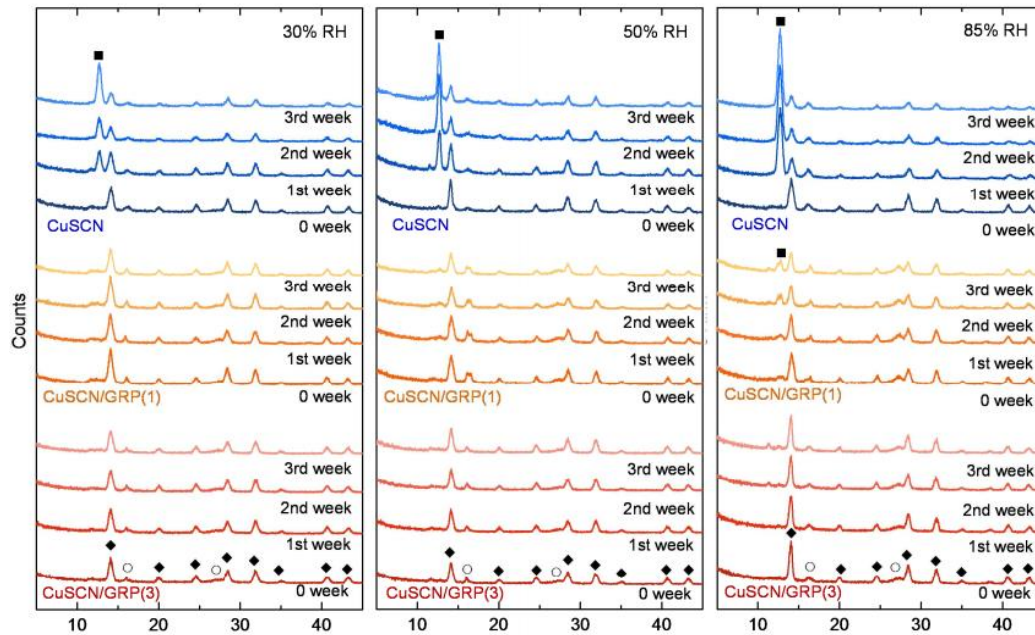 30% RH
3rd week
2nd week
1st week
CuSCN
0 week
3rd week
2nd week
1st week
CuSCN/GRP(1)
0 week
3rd week
2nd week
1st week
CuSCN/GRP(3)
0 week
10 20 30 40
50% RH
3rd week
2nd week
1st week
CuSCN
0 week
3rd week
2nd week
1st week
CuSCN/GRP(1)
0 week
3rd week
2nd week
1st week
CuSCN/GRP(3)
0 week
10 20 30 40
85% RH
3rd week
2nd week
1st week
CuSCN
0 week
3rd week
2nd week
1st week
CuSCN/GRP(1)
0 week
3rd week
2nd week
1st week
CuSCN/GRP(3)
0 week
10 20 30 40
Counts